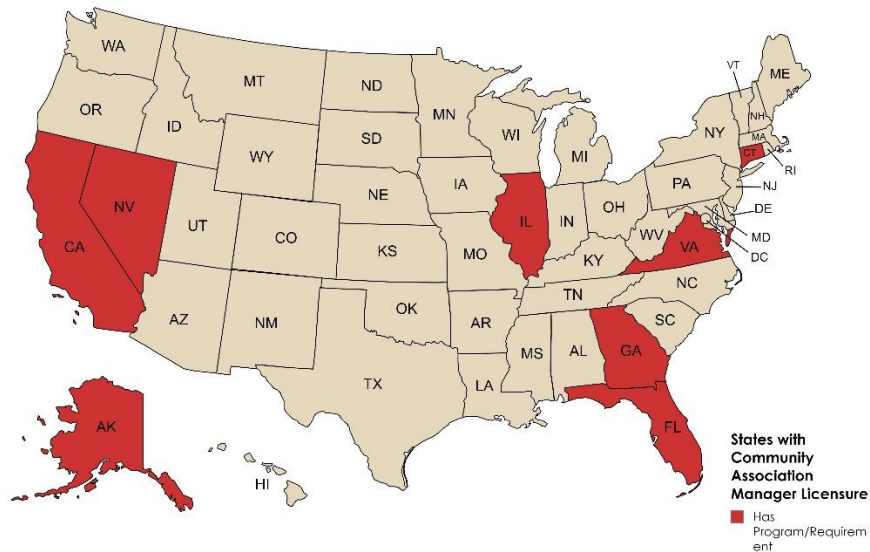 WA
MT
ND
MN
VT
ME
OR
ID
SD
WI
NH
WY
MI
NY
MA
CT
RI
NV
NE
IA
PA
NJ
CA
UT
CO
IL
IN
OH
DE
KS
MO
WV
VA
MD
KY
DC
AZ
NM
OK
AR
TN
NC
SC
MS
AL
GA
TX
LA
AK
FL
HI
States with
Community
Association
Manager Licensure
Has
Program/Requirem
ent